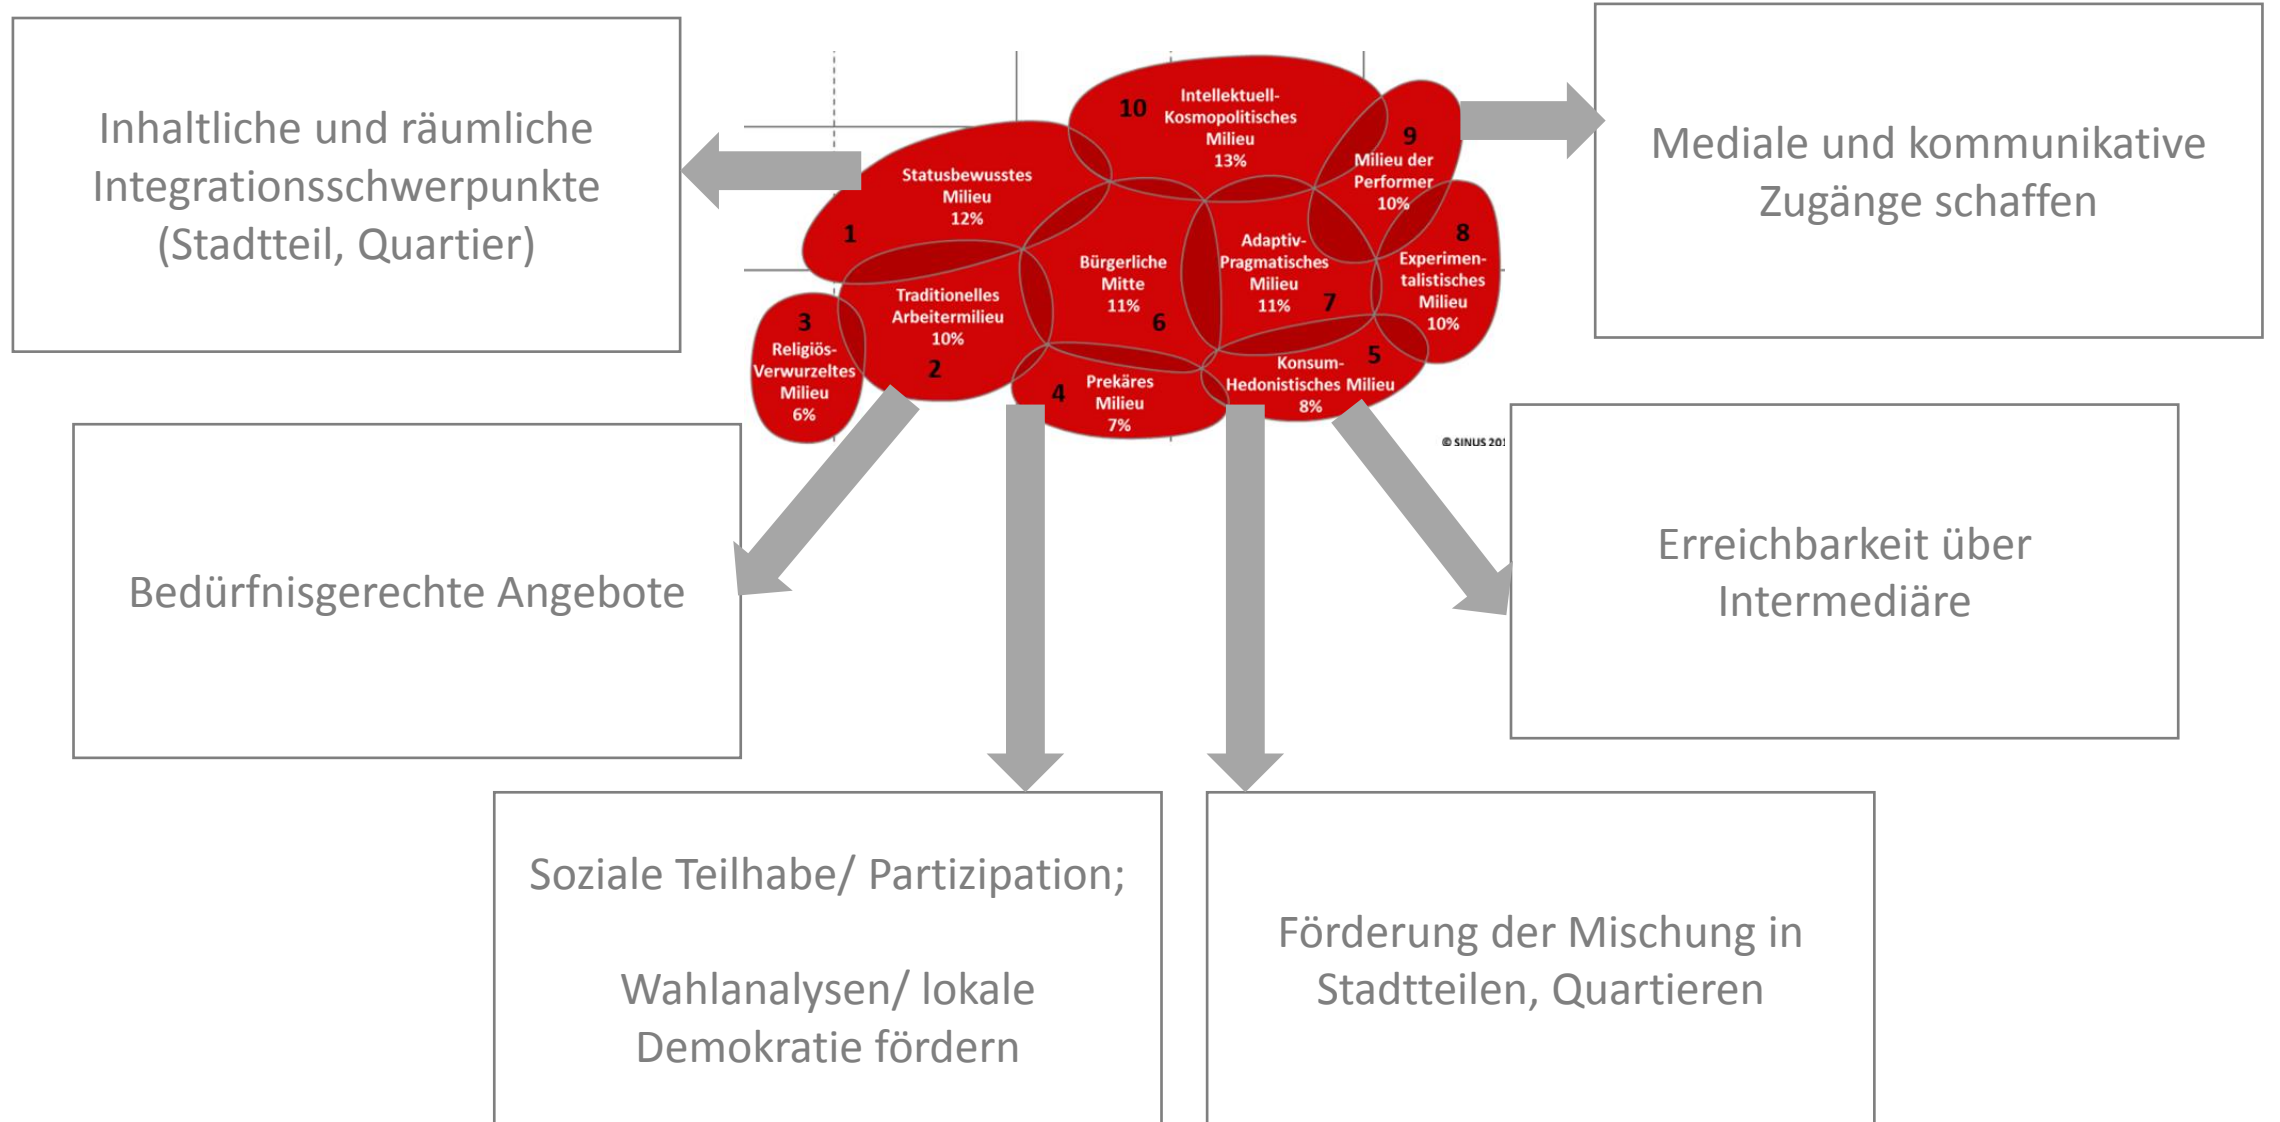 Inhaltliche und räumliche
Integrationsschwerpunkte
(Stadtteil, Quartier)
10
Intellektuell-
Kosmopolitisches
Milieu
13%
9
Milieu der
Performer
10%
Statusbewusstes
Milieu
12%
1
8
Experimen-
talistisches
Milieu
10%
Adaptiv-
Pragmatisches
Milieu
11%
7
Bürgerliche
Mitte
11%
6
Traditionelles
Arbeitermilieu
10%
2
3
Religiös-
Verwurzeltes
Milieu
6%
4
Prekäres
Milieu
7%
5
Konsum-
Hedonistisches Milieu
8%
© SINUS
Mediale und kommunikative
Zugänge schaffen
Bedürfnisgerechte Angebote
Erreichbarkeit über
Intermediäre
Soziale Teilhabe/ Partizipation;
Wahlanalysen/ lokale
Demokratie fördern
Förderung der Mischung in
Stadtteilen, Quartieren